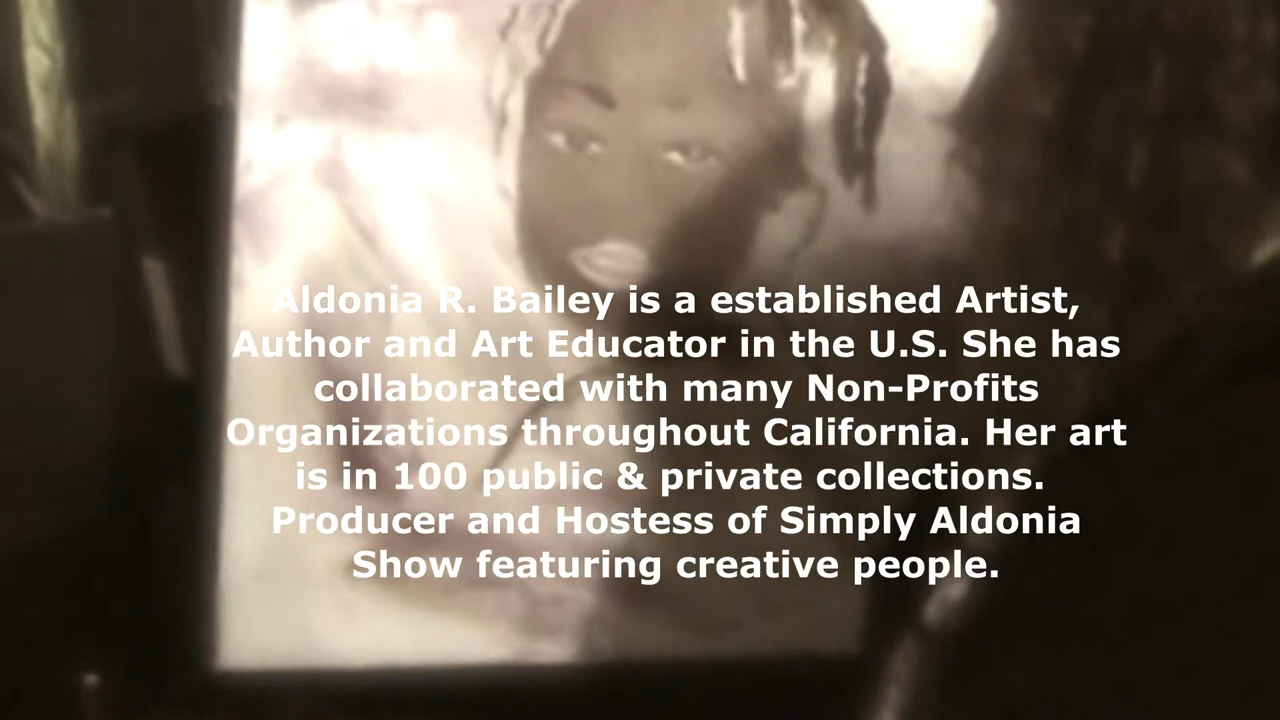 Aldonia R. Bailey is a established Artist,
Author and Art Educator in the U.S. She has
collaborated with many Non-Profits
Organizations throughout California. Her art
is in 100 public & private collections.
Producer and Hostess of Simply Aldonia
Show featuring creative people.